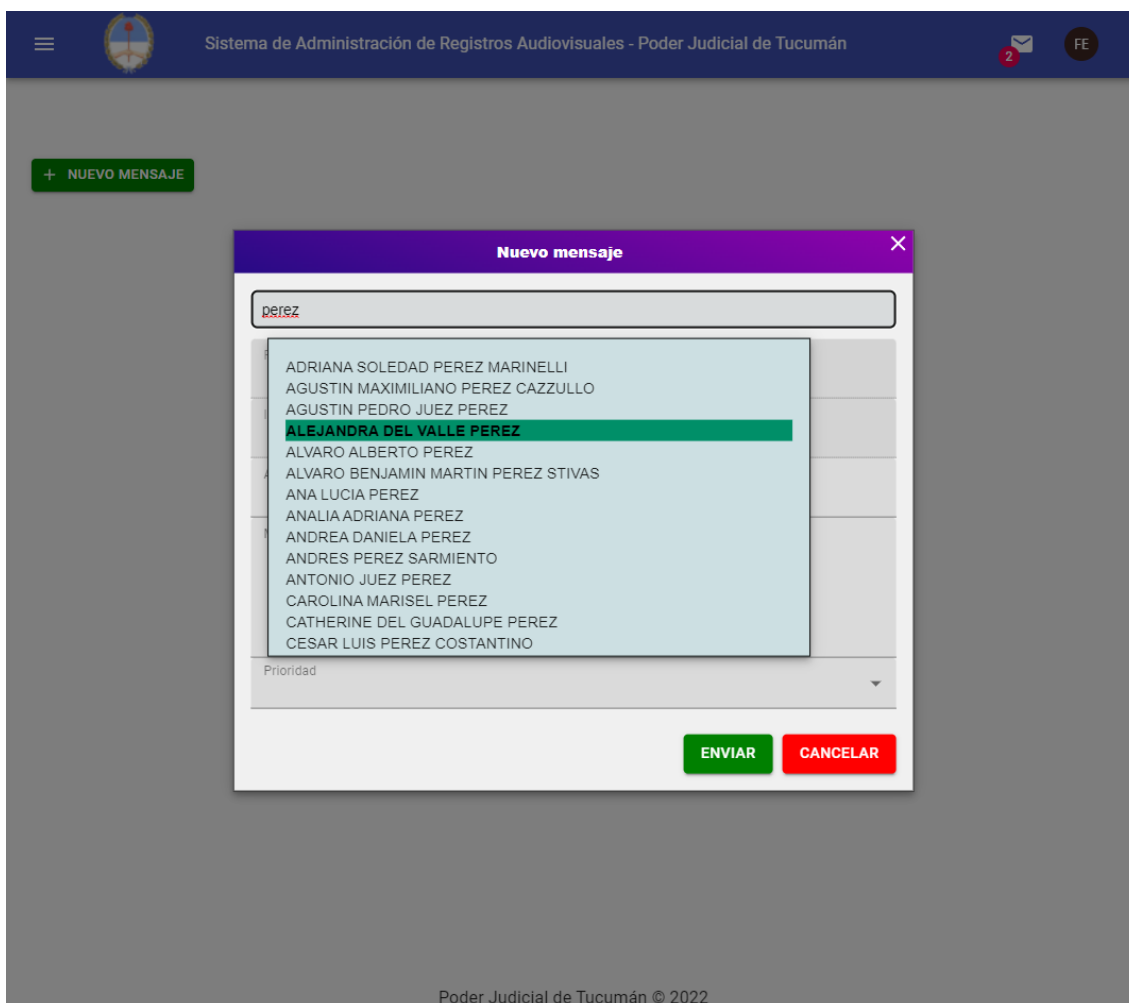 Sistema de Administración de Registros Audiovisuales - Poder Judicial de Tucumán
2
FE
+ NUEVO MENSAJE
Nuevo mensaje
perez
ADRIANA SOLEDAD PEREZ MARINELLI
AGUSTIN MAXIMILIANO PEREZ CAZZULLO
AGUSTIN PEDRO JUEZ PEREZ
ALEJANDRA DEL VALLE PEREZ
ALVARO ALBERTO PEREZ
ALVARO BENJAMIN MARTIN PEREZ STIVAS
ANA LUCIA PEREZ
ANALIA ADRIANA PEREZ
ANDREA DANIELA PEREZ
ANDRES PEREZ SARMIENTO
ANTONIO JUEZ PEREZ
CAROLINA MARISEL PEREZ
CATHERINE DEL GUADALUPE PEREZ
CESAR LUIS PEREZ COSTANTINO
Prioridad
ENVIAR
CANCELAR
Poder Judicial de Tucumán © 2022